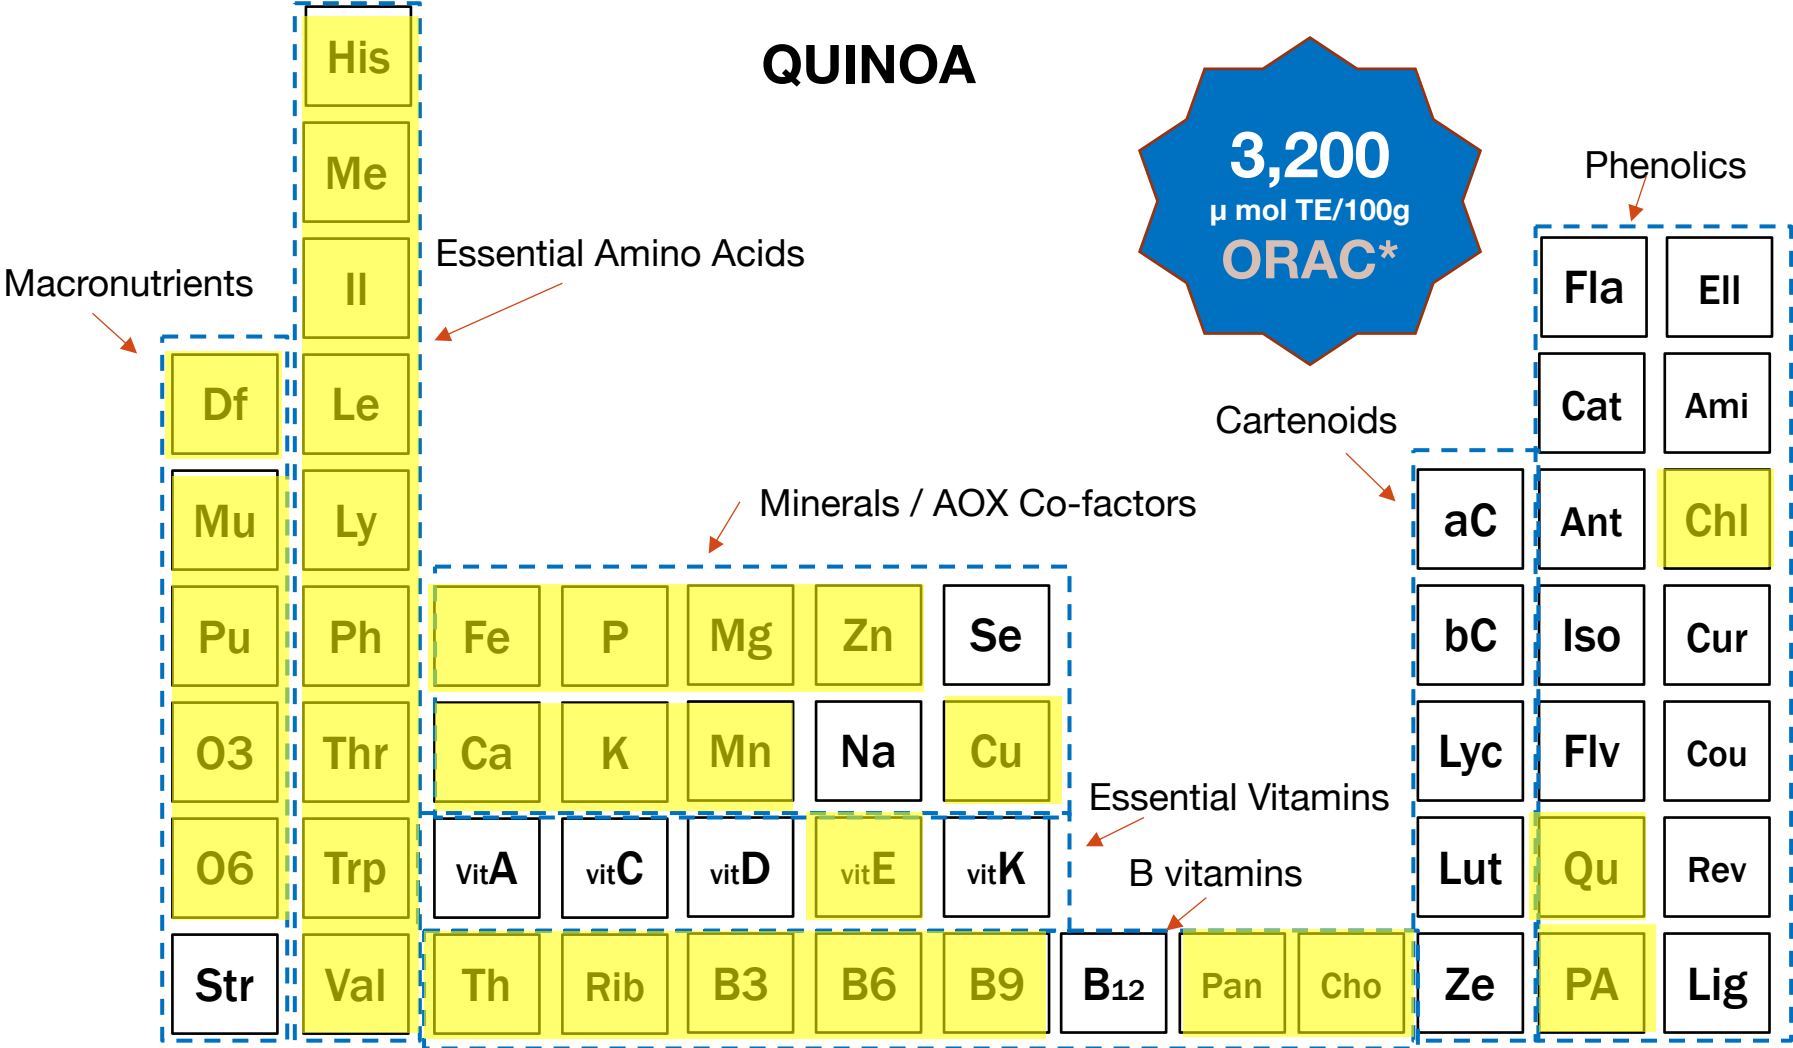 QUINOA
3,200
µ mol TE/100g
ORAC*
Macronutrients
Essential Amino Acids
Minerals / AOX Co-factors
Essential Vitamins
B vitamins
Cartenoids
Phenolics
His
Me
Il
Fla Ell
Df Le Cat Ami
Mu Ly aC Ant Chl
Pu Ph Fe P Mg Zn Se bC Iso Cur
O3 Thr Ca K Mn Na Cu Lyc Flv Cou
O6 Trp VitA vitC vitD vitE vitK Lut Qu Rev
Str Val Th Rib B3 B6 B9 B12 Pan Cho Ze PA Lig